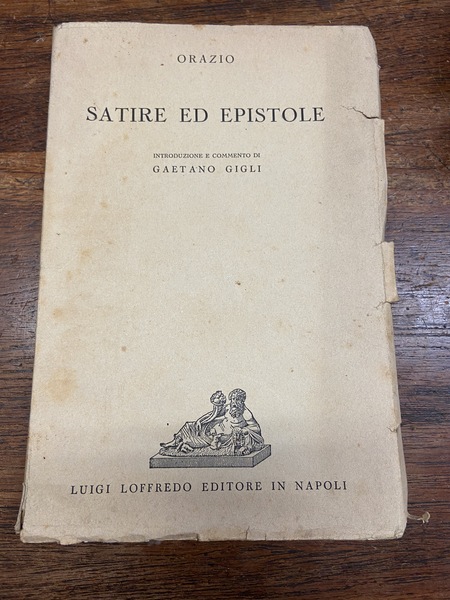 ORAZIO
SATIRE ED EPISTOLE
INTRODUZIONE E COMMENTO DI
GAETANO GIGLI
LUIGI LOFFREDO EDITORE IN NAPOLI